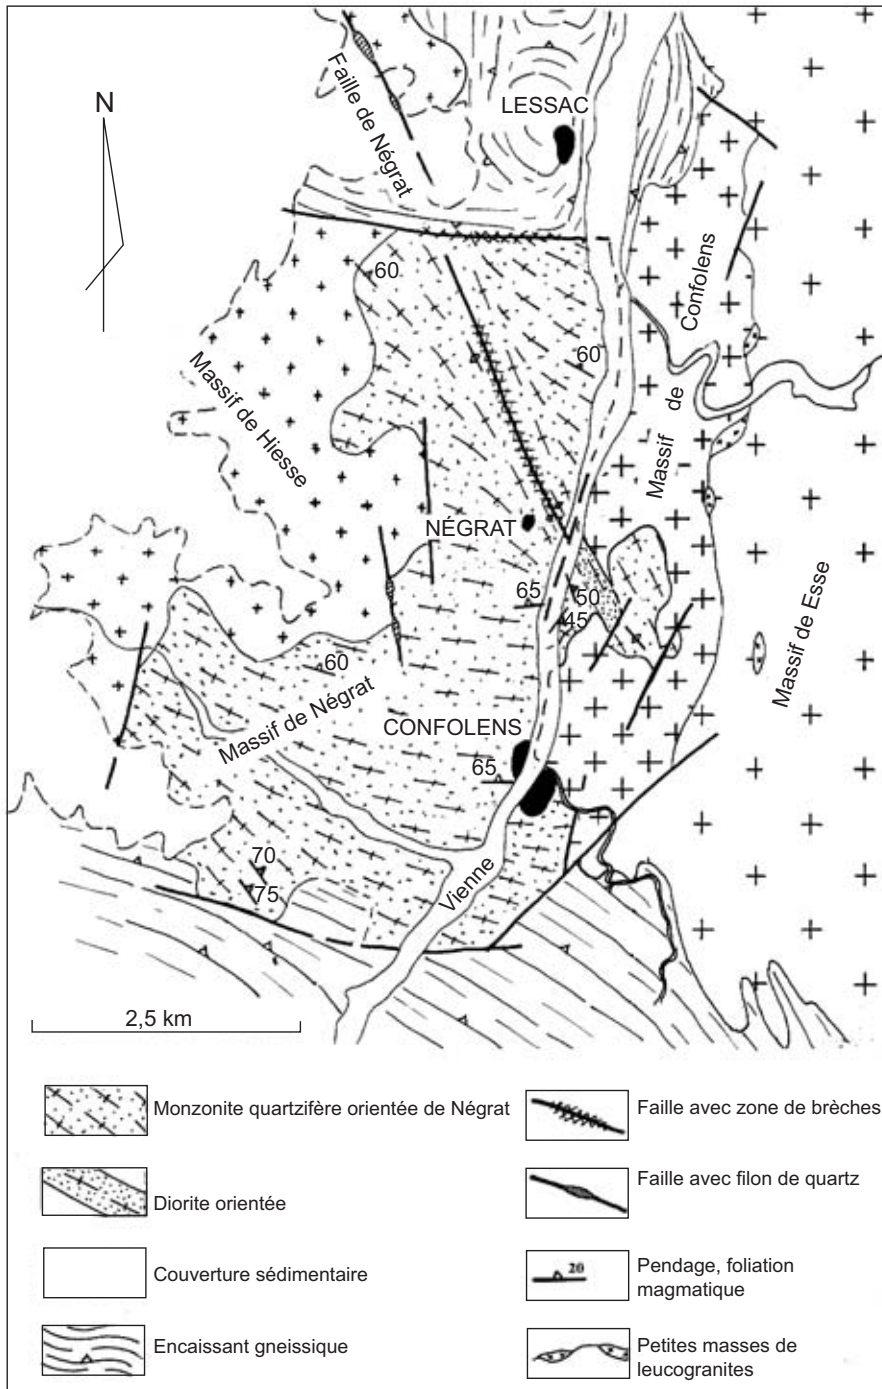 N
Faille de Négrat
LESSAC
60
Confolens
60
Massif de Hiesse
Massif de
NÉGRAT
65
50
45
Massif de Esse
60
Massif de Négrat
CONFOLENS
65
70
75
Vienne
2,5 km
Monzonite quartzifère orientée de Négrat
Diorite orientée
Couverture sédimentaire
Encaissant gneissique
Faille avec zone de brèches
Faille avec filon de quartz
20
Pendage, foliation
magmatique
Petites masses de
leucogranites